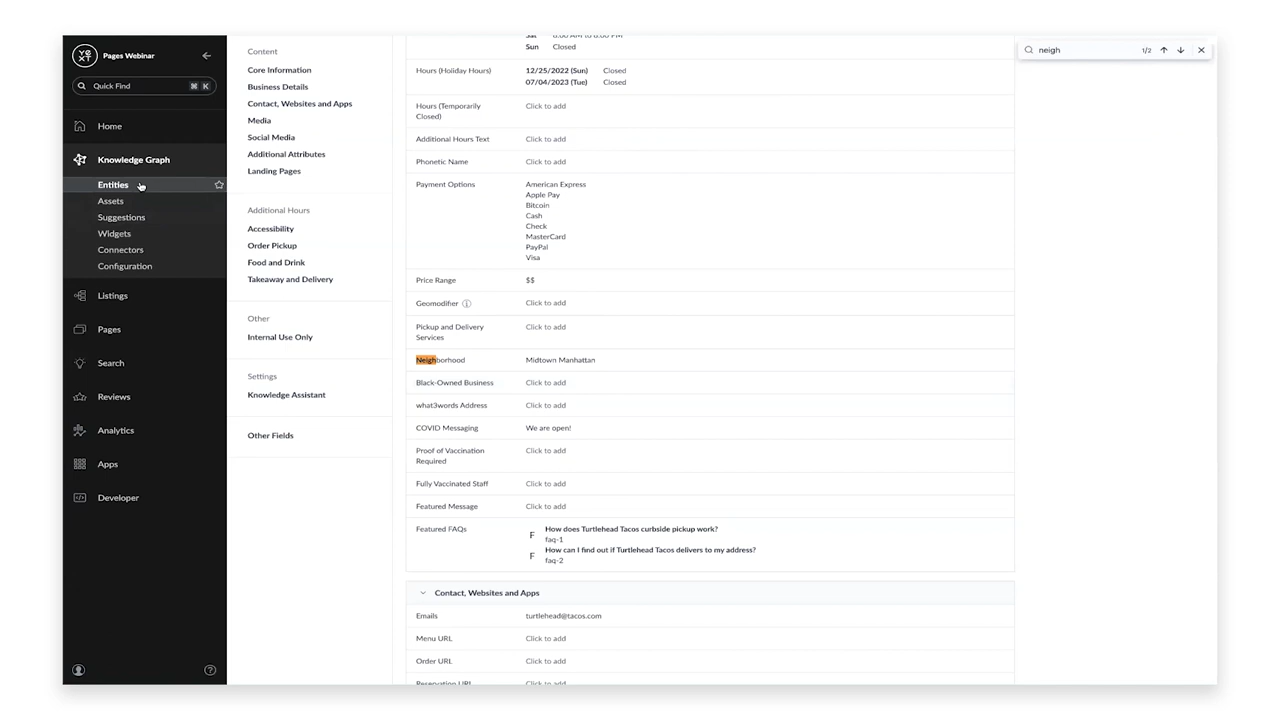 YEXT
Pages Webinar
Quick Find ⌘ K
Home
Knowledge Graph
Entities
Assets
Suggestions
Widgets
Connectors
Configuration
Listings
Pages
Search
Reviews
Analytics
Apps
Developer
Content
Core Information
Business Details
Contact, Websites and Apps
Media
Social Media
Additional Attributes
Landing Pages
Additional Hours
Accessibility
Order Pickup
Food and Drink
Takeaway and Delivery
Other
Internal Use Only
Settings
Knowledge Assistant
Other Fields
neigh 1/2
Sun Closed
Hours (Holiday Hours) 12/25/2022 (Sun) Closed
07/04/2023 (Tue) Closed
Hours (Temporarily Click to add
Closed)
Additional Hours Text Click to add
Phonetic Name Click to add
Payment Options American Express
Apple Pay
Bitcoin
Cash
Check
MasterCard
PayPal
Visa
Price Range $$
Geomodifier Click to add
Pickup and Delivery Click to add
Services
Neighborhood Midtown Manhattan
Black-Owned Business Click to add
what3words Address Click to add
COVID Messaging We are open!
Proof of Vaccination Click to add
Required
Fully Vaccinated Staff Click to add
Featured Message Click to add
Featured FAQs F How does Turtlehead Tacos curbside pickup work?
faq-1
F How can I find out if Turtlehead Tacos delivers to my address?
faq-2
Contact, Websites and Apps
Emails turtlehead@tacos.com
Menu URL Click to add
Order URL Click to add
Reservation URL Click to add